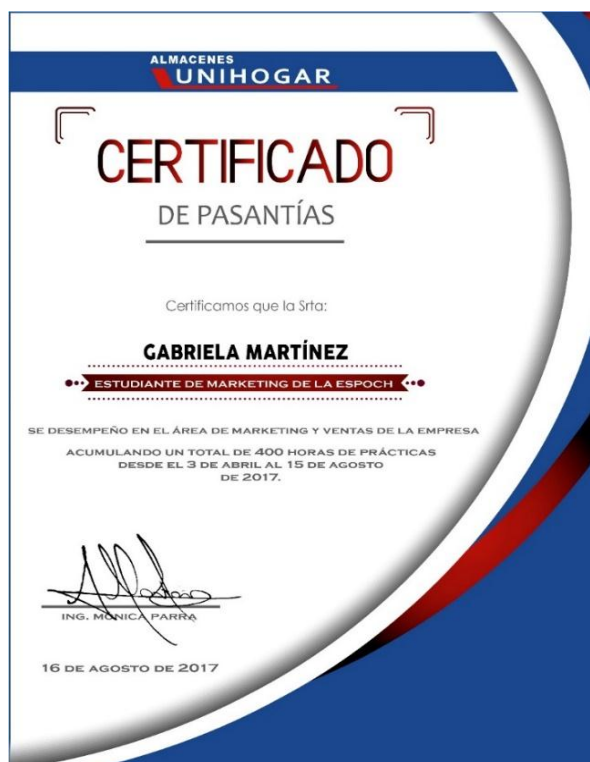 ALMACENES
UNIHOGAR
CERTIFICADO
DE PASANTÍAS
Certificamos que la Srta:
GABRIELA MARTÍNEZ
ESTUDIANTE DE MARKETING DE LA ESPOCH
SE DESEMPEÑO EN EL ÁREA DE MARKETING Y VENTAS DE LA EMPRESA
ACUMULANDO UN TOTAL DE 400 HORAS DE PRÁCTICAS
DESDE EL 3 DE ABRIL AL 15 DE AGOSTO
DE 2017.
ING. MÓNICA PARRA
16 DE AGOSTO DE 2017